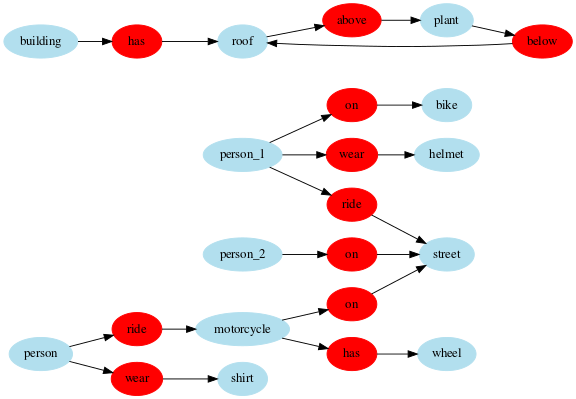 building has roof above plant below
person_1 on bike
wear helmet
ride
person_2 on street
on
person ride motorcycle
has wheel
wear shirt